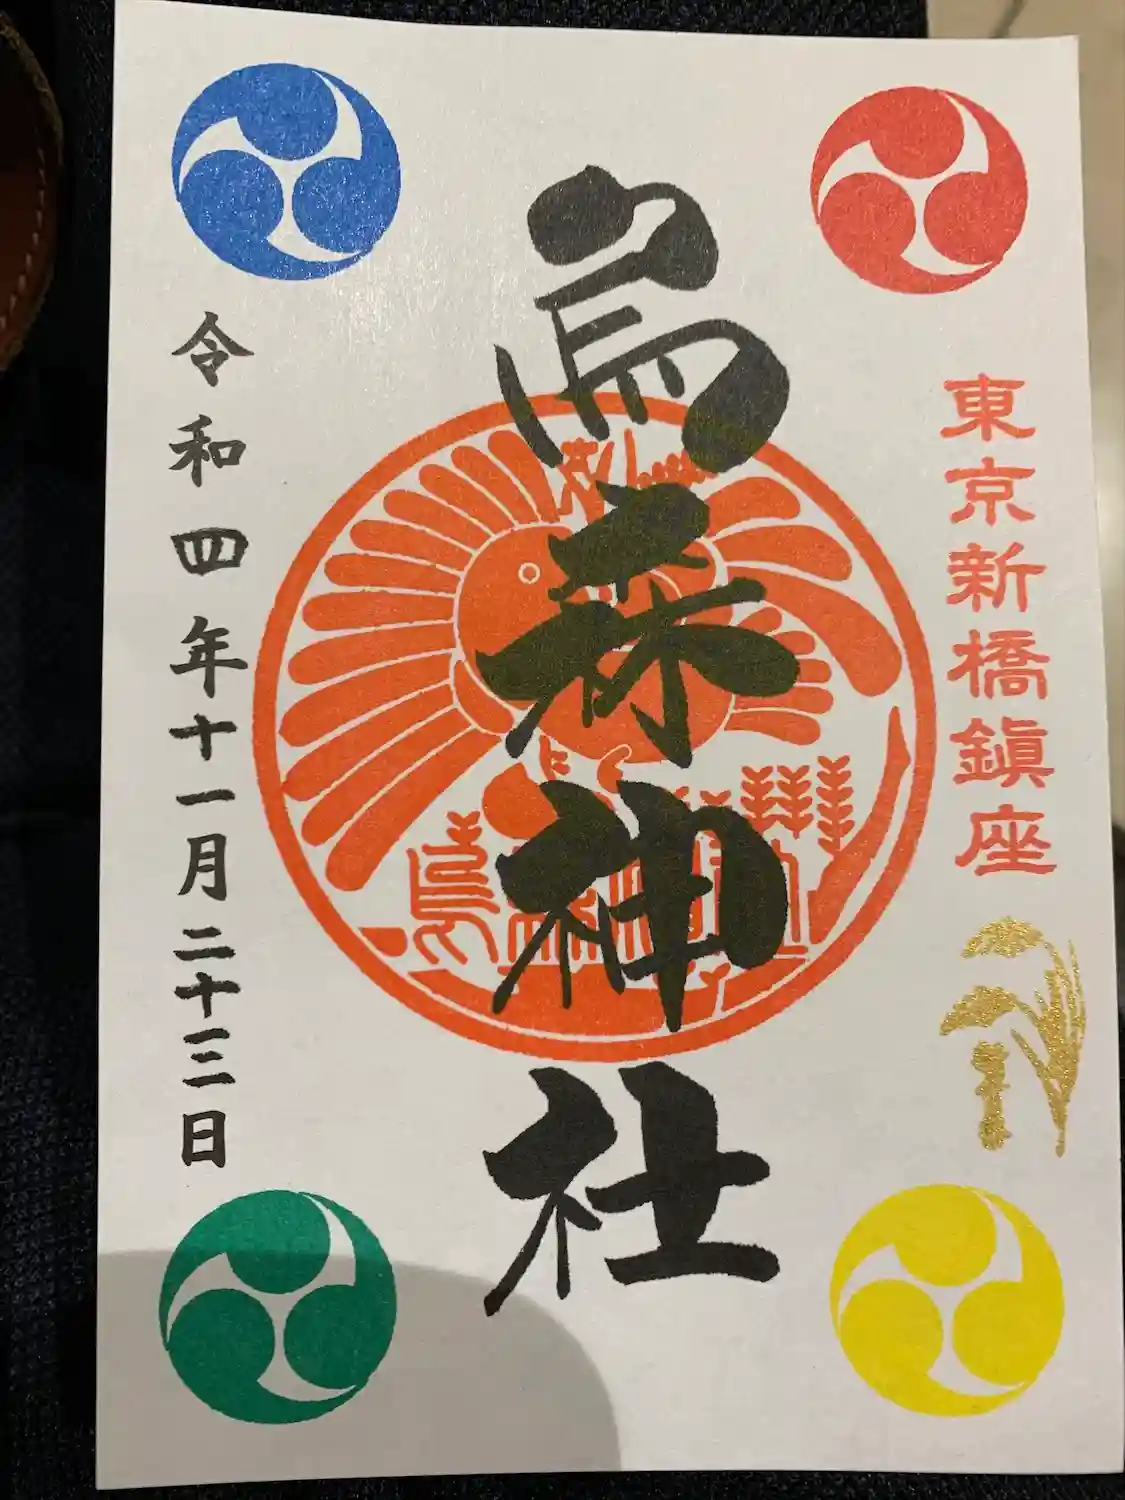 東京新橋鎮座
烏森神社
令和四年十一月二十三日